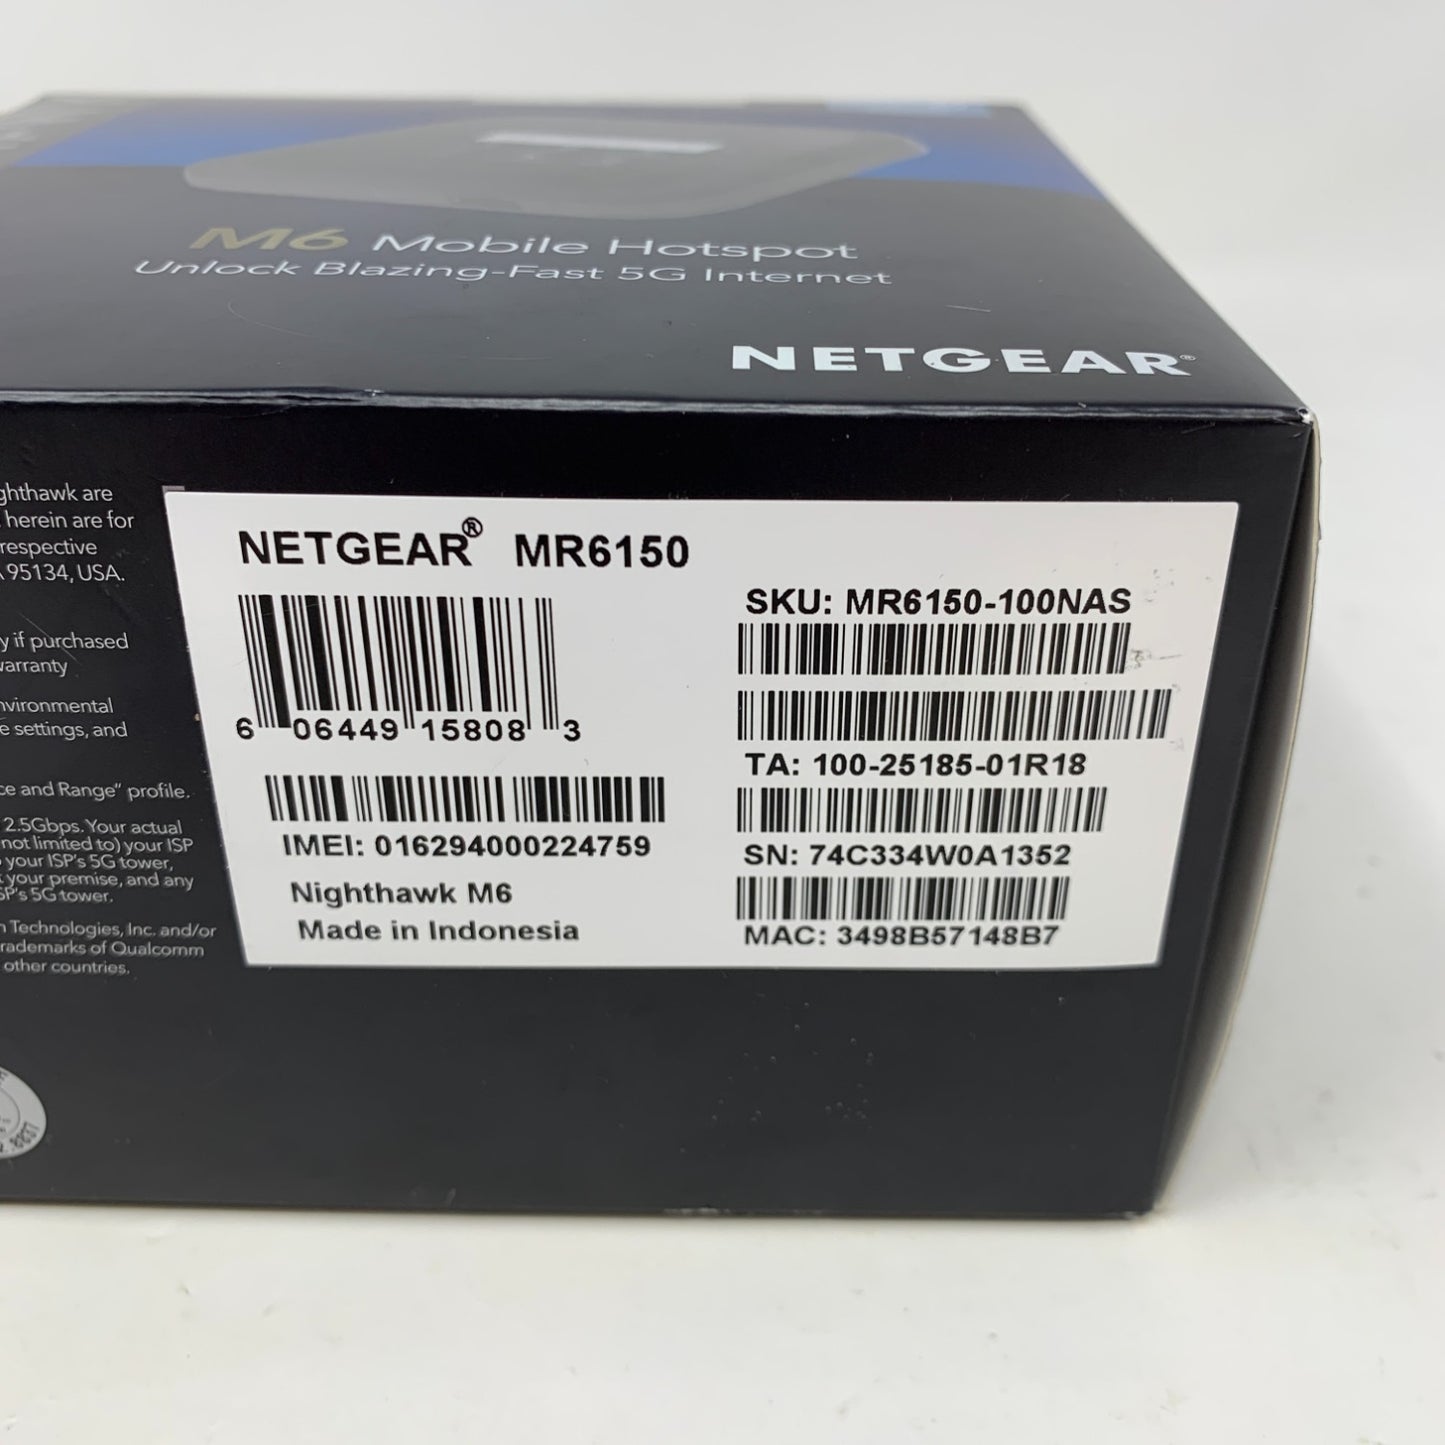 M6 Mobile Hotspot
Unlock Blazing-Fast 5G Internet
NETGEAR®
ghthawk are
herein are for
respective
95134, USA.
y if purchased
warranty
nvironmental
e settings, and
ce and Range" profile.
2.5Gbps. Your actual
not limited to) your ISP
your ISP's 5G tower,
your premise, and any
SP's 5G tower.
Technologies, Inc. and/or
rademarks of Qualcomm
other countries.
NETGEAR® MR6150
6 06449 15808 3
IMEI: 016294000224759
Nighthawk M6
Made in Indonesia
SKU: MR6150-100NAS
TA: 100-25185-01R18
SN: 74C334W0A1352
MAC: 3498B57148B7